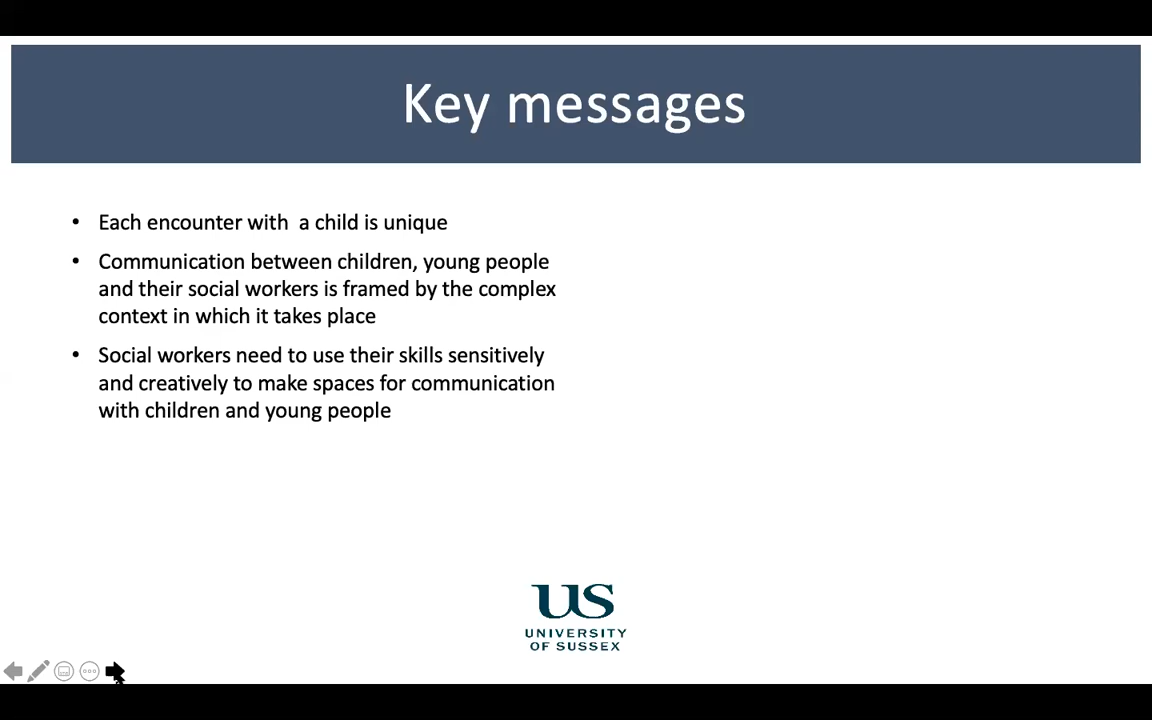 Key messages
• Each encounter with  a child is unique
• Communication between children, young people
and their social workers is framed by the complex
context in which it takes place
• Social workers need to use their skills sensitively
and creatively to make spaces for communication
with children and young people
US
UNIVERSITY
OF SUSSEX